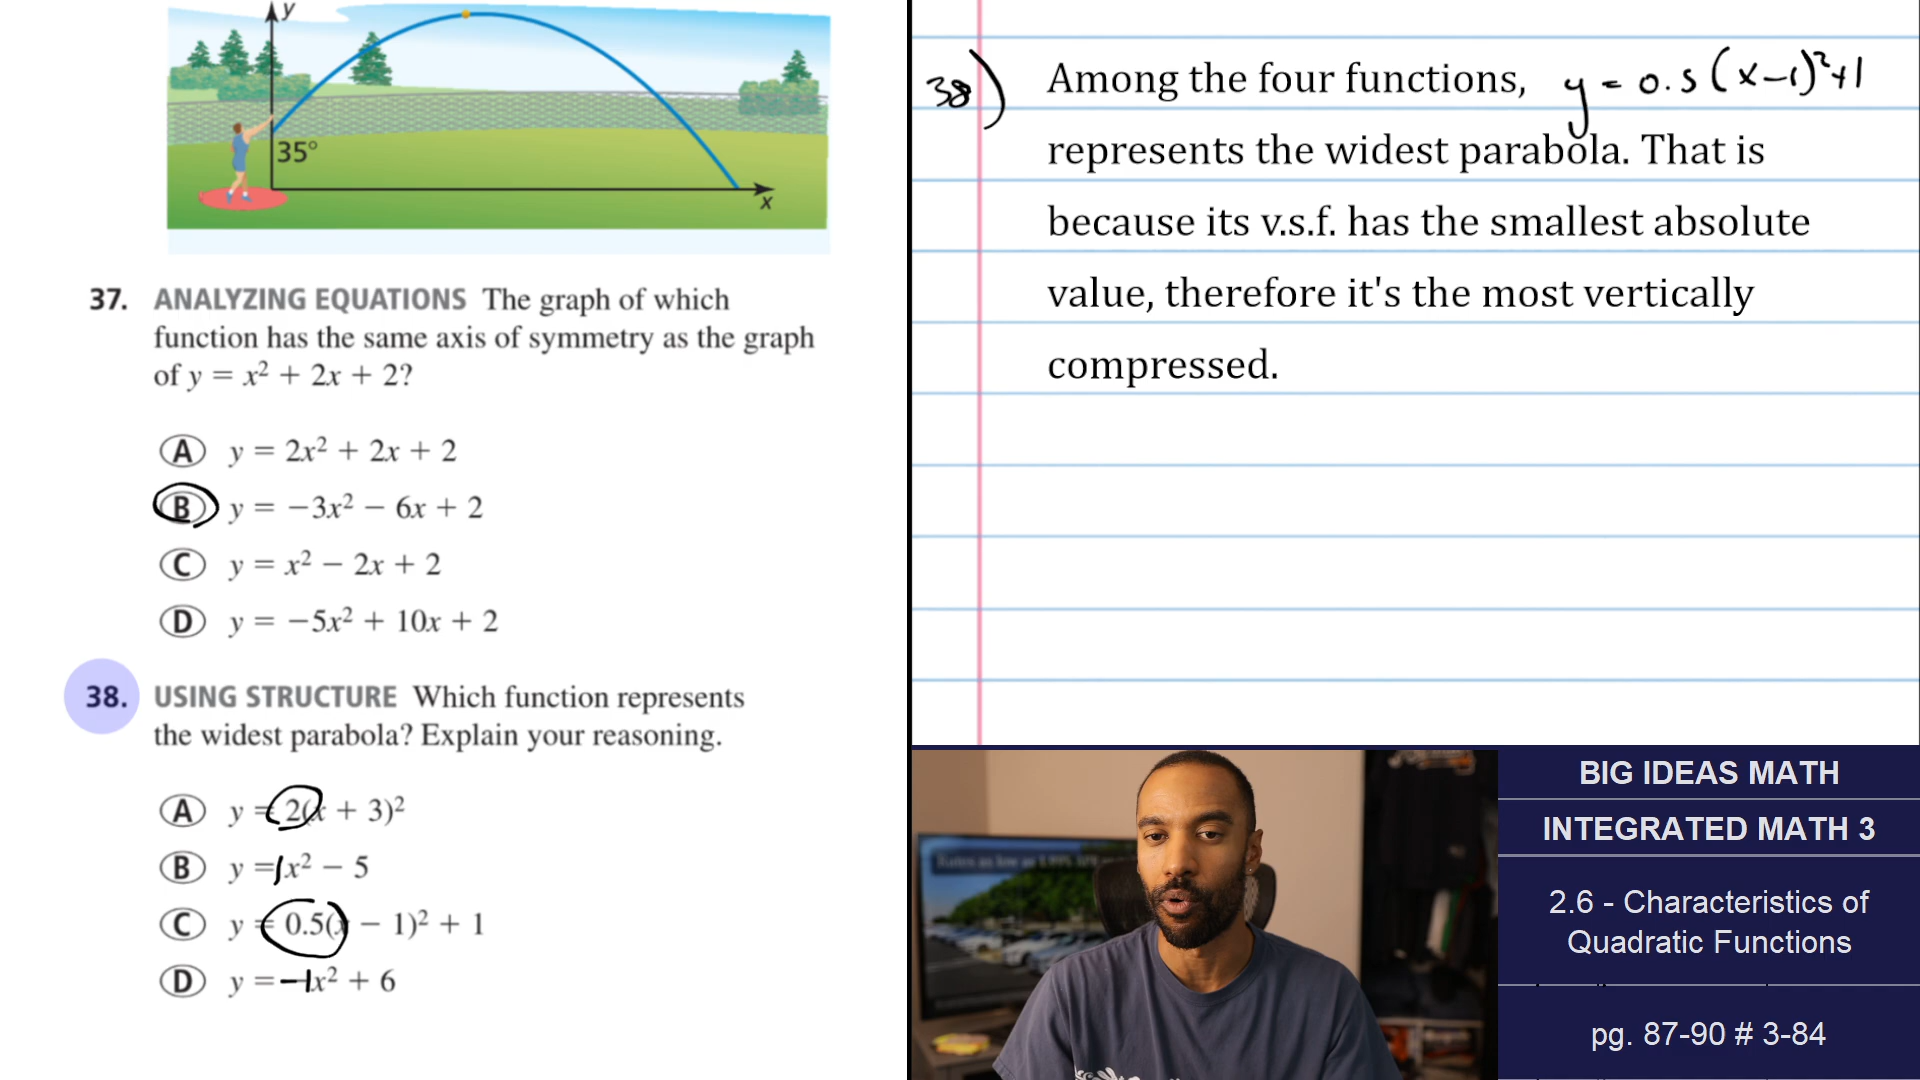 y
35°
x
37. ANALYZING EQUATIONS The graph of which
function has the same axis of symmetry as the graph
of y = x² + 2x + 2?
A y = 2x² + 2x + 2
B y = −3x² − 6x + 2
C y = x² − 2x + 2
D y = −5x² + 10x + 2
38. USING STRUCTURE Which function represents
the widest parabola? Explain your reasoning.
A y = 2(x + 3)²
B y = 1x² − 5
C y = 0.5(x − 1)² + 1
D y = −1x² + 6
38) Among the four functions, y = 0.5(x−1)²+1
represents the widest parabola. That is
because its v.s.f. has the smallest absolute
value, therefore it's the most vertically
compressed.
BIG IDEAS MATH
INTEGRATED MATH 3
2.6 - Characteristics of
Quadratic Functions
pg. 87-90 # 3-84